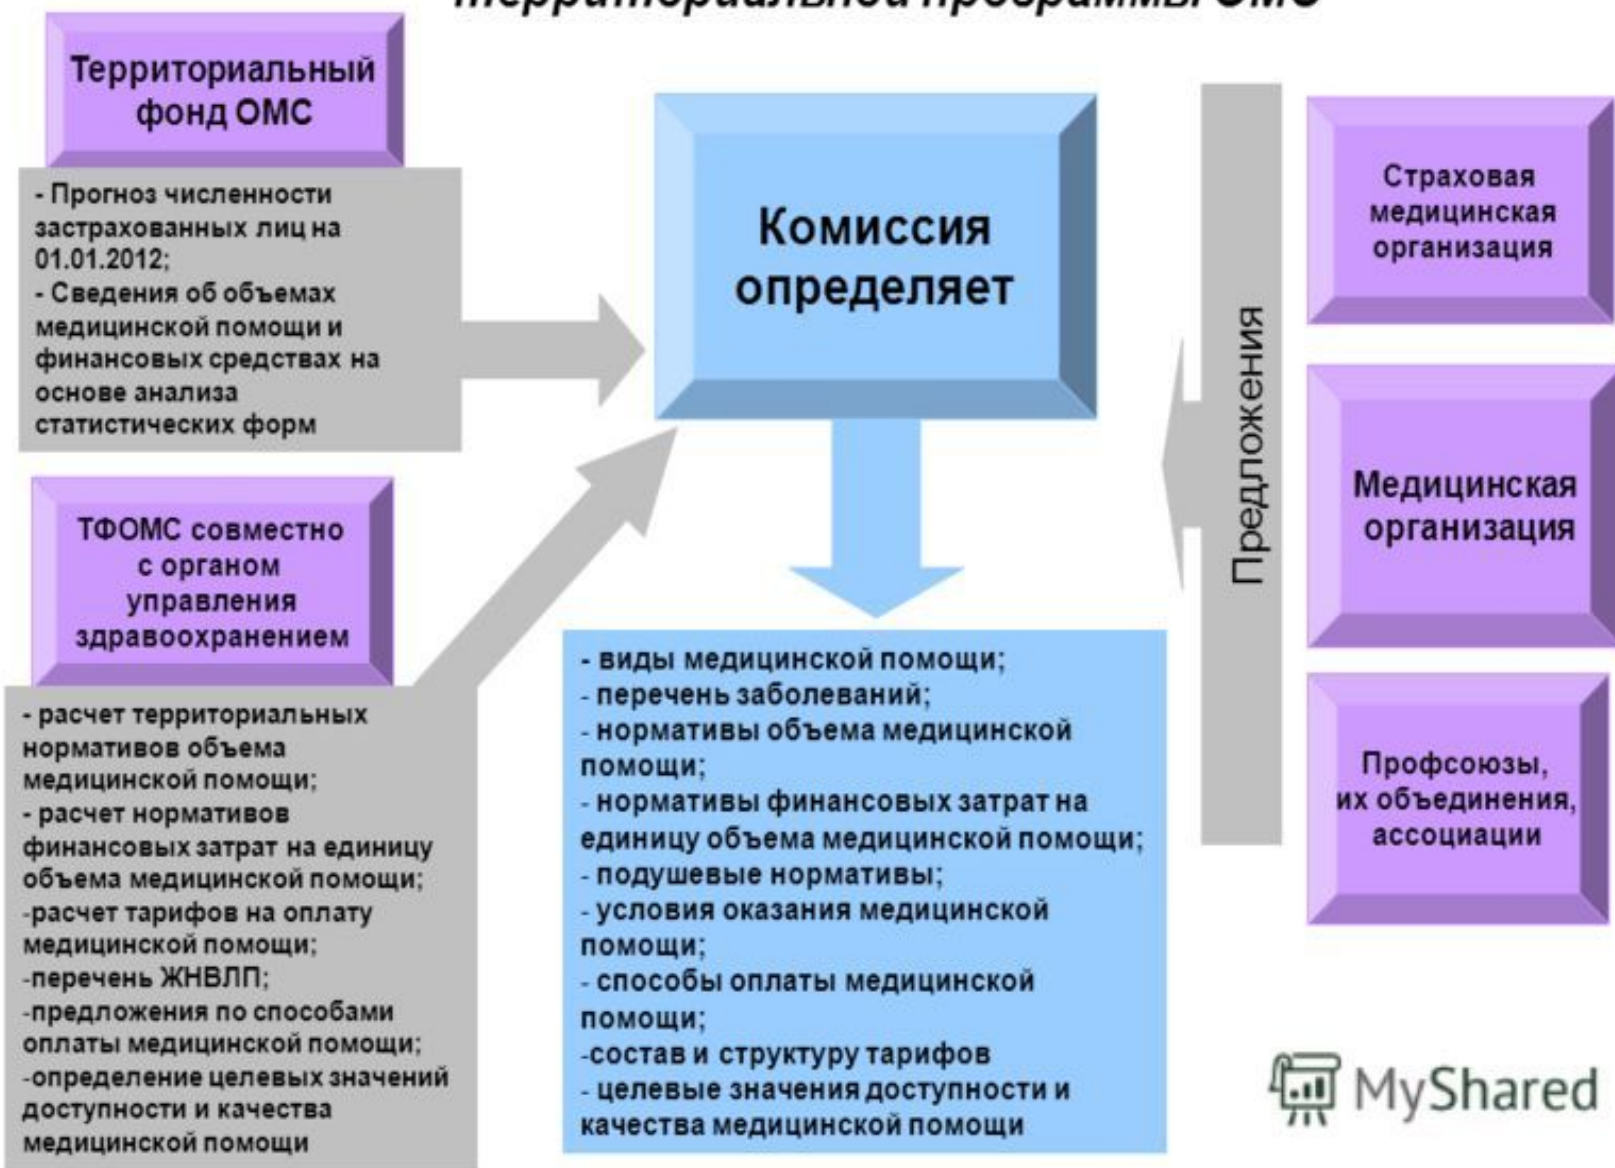 территориальной программы ОМС
Территориальный
фонд ОМС
- Прогноз численности
застрахованных лиц на
01.01.2012;
- Сведения об объемах
медицинской помощи и
финансовых средствах на
основе анализа
статистических форм
ТФОМС совместно
с органом
управления
здравоохранением
- расчет территориальных
нормативов объема
медицинской помощи;
- расчет нормативов
финансовых затрат на единицу
объема медицинской помощи;
-расчет тарифов на оплату
медицинской помощи;
-перечень ЖНВЛП;
-предложения по способами
оплаты медицинской помощи;
-определение целевых значений
доступности и качества
медицинской помощи
Комиссия
определяет
- виды медицинской помощи;
- перечень заболеваний;
- нормативы объема медицинской
помощи;
- нормативы финансовых затрат на
единицу объема медицинской помощи;
- подушевые нормативы;
- условия оказания медицинской
помощи;
- способы оплаты медицинской
помощи;
-состав и структуру тарифов
- целевые значения доступности и
качества медицинской помощи
Предложения
Страховая
медицинская
организация
Медицинская
организация
Профсоюзы,
их объединения,
ассоциации
MyShared